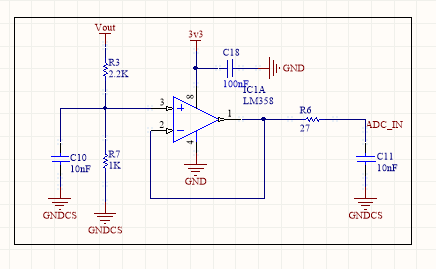 Vout
3v3
R3
2.2K
C18
GND
100nF
IC1A
LM358
8
3
2
1
4
R6
27
ADC_IN
C10
10nF
R7
1K
GND
C11
10nF
GNDCS
GNDCS
GNDCS